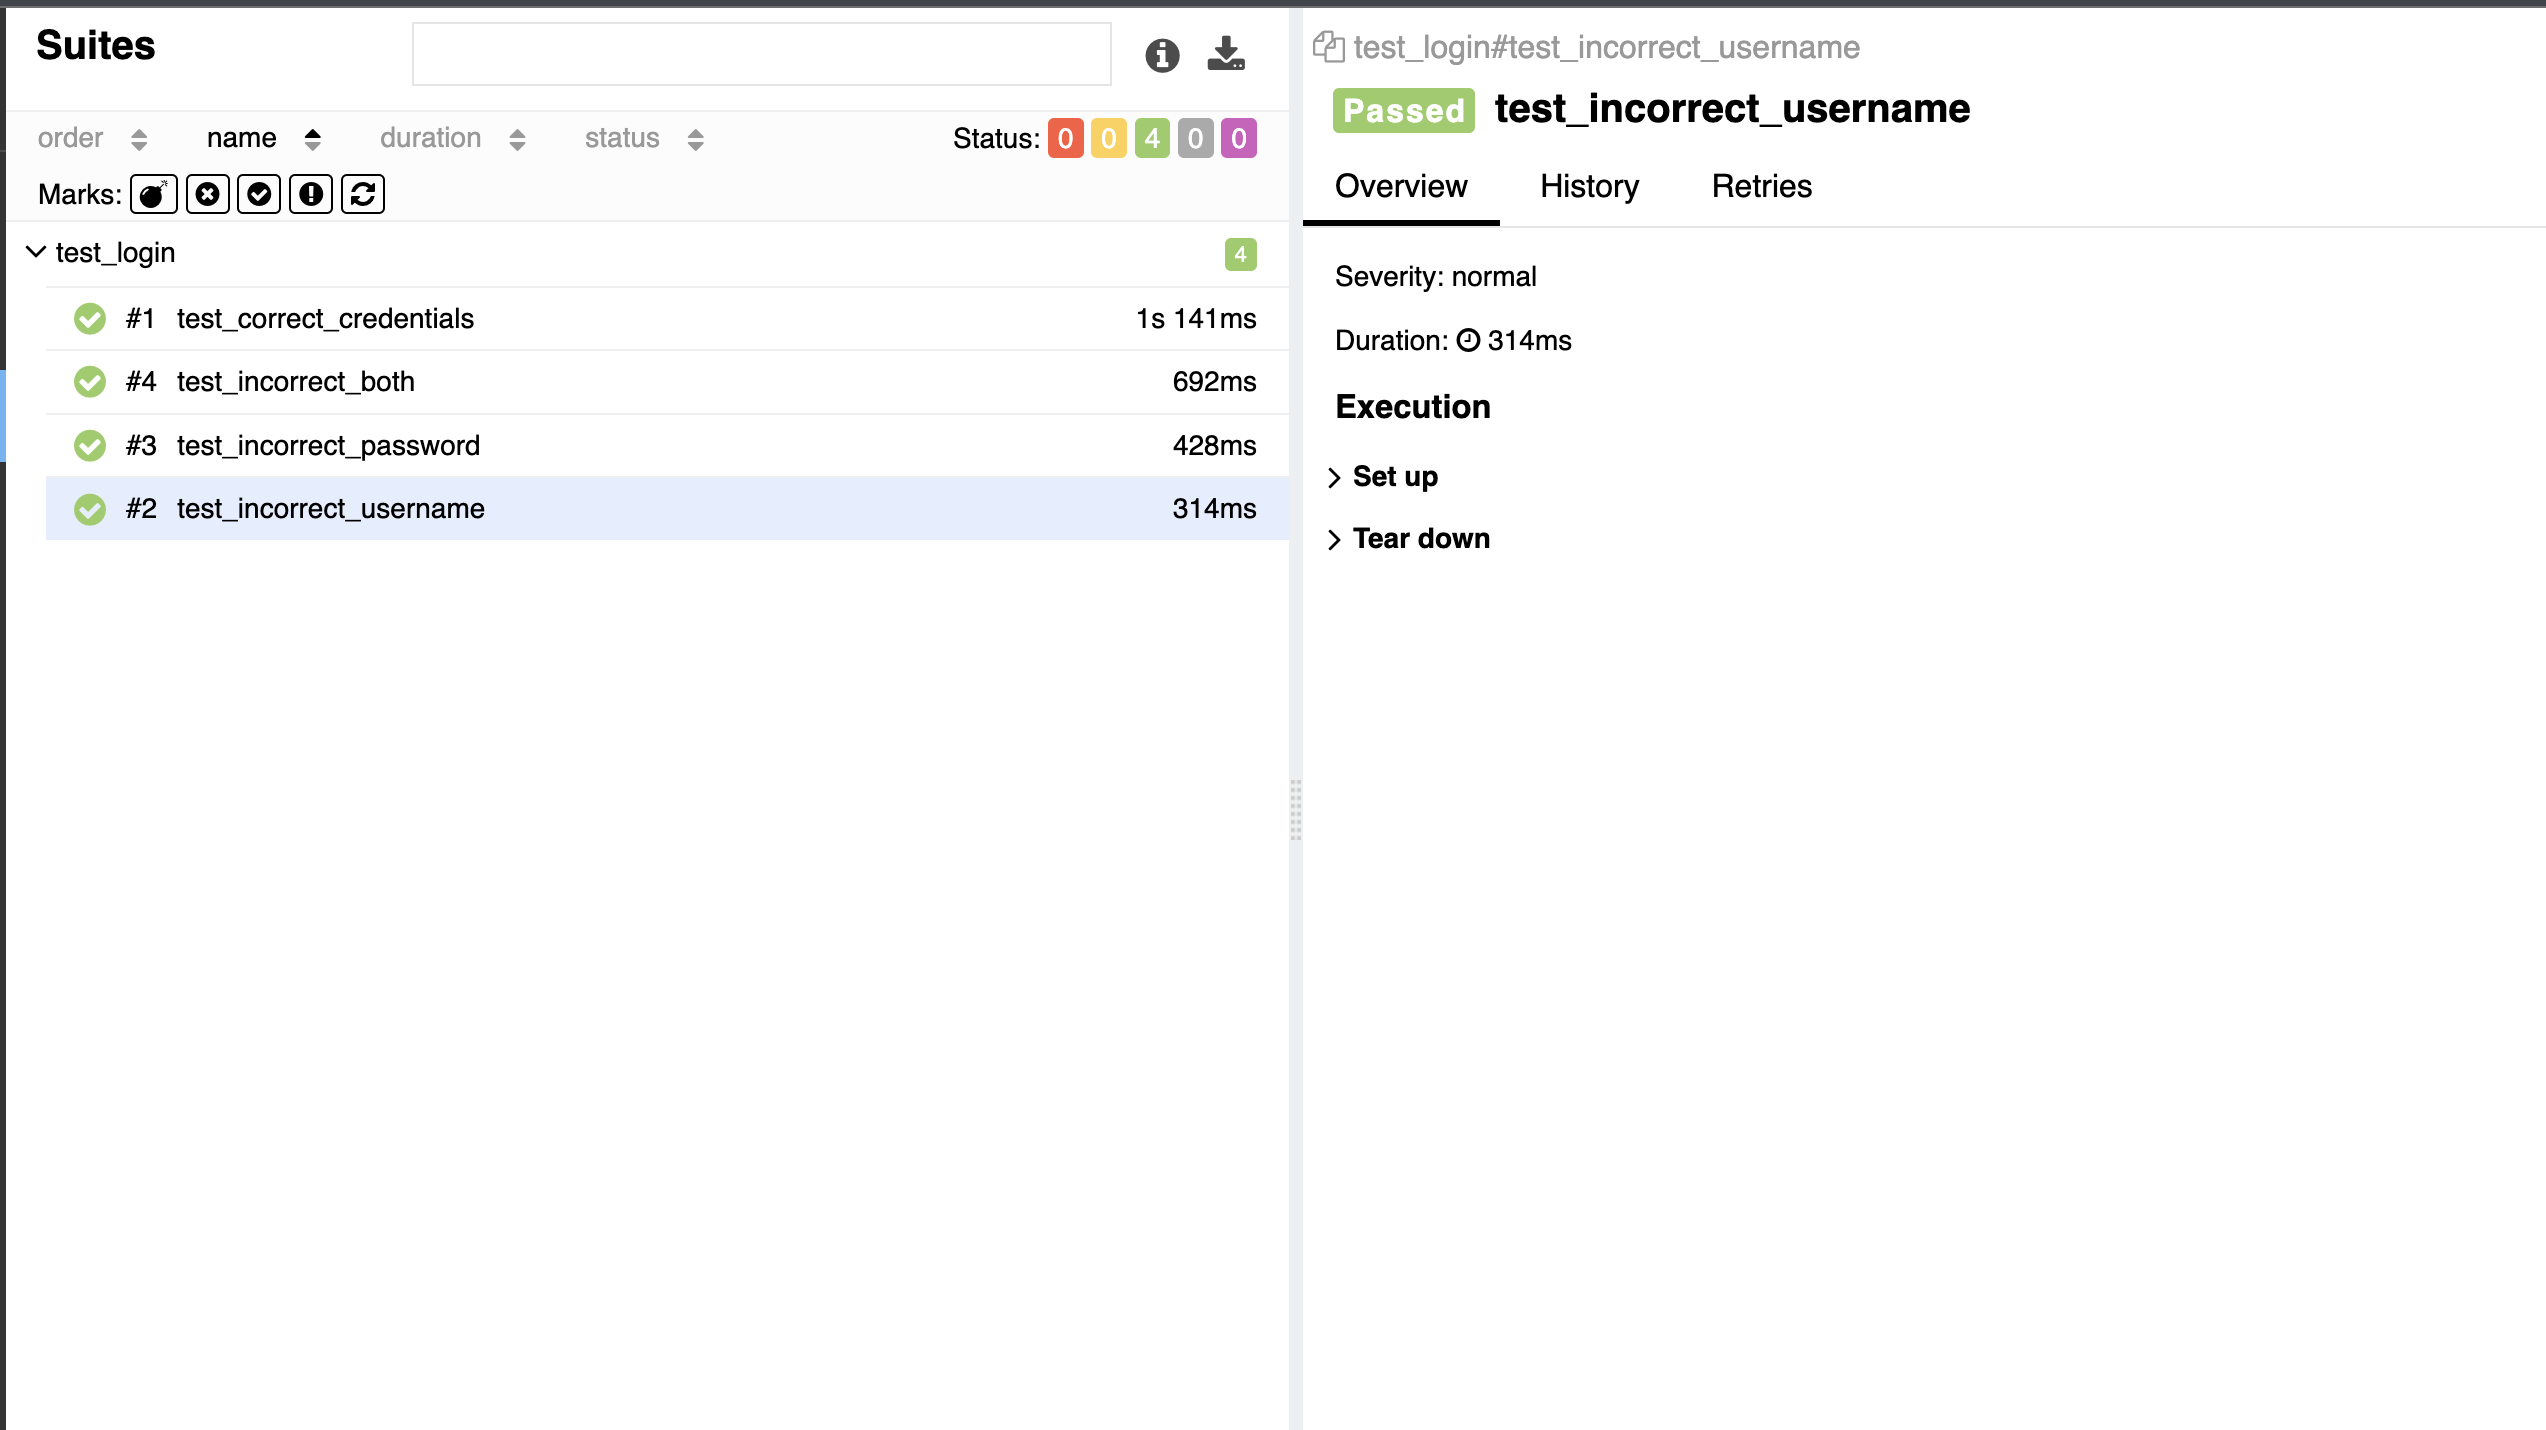 Suites
order name duration status Status: 0 0 4 0 0
Marks:
test_login 4
#1 test_correct_credentials 1s 141ms
#4 test_incorrect_both 692ms
#3 test_incorrect_password 428ms
#2 test_incorrect_username 314ms
test_login#test_incorrect_username
Passed test_incorrect_username
Overview History Retries
Severity: normal
Duration: 314ms
Execution
Set up
Tear down